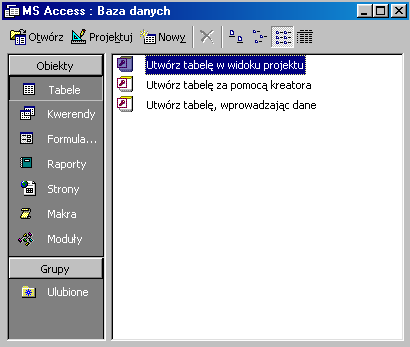 MS Access : Baza danych
Otwórz Projektuj Nowy
Obiekty
Tabele
Kwerendy
Formula...
Raporty
Strony
Makra
Moduły
Grupy
Ulubione
Utwórz tabelę w widoku projektu
Utwórz tabelę za pomocą kreatora
Utwórz tabelę, wprowadzając dane